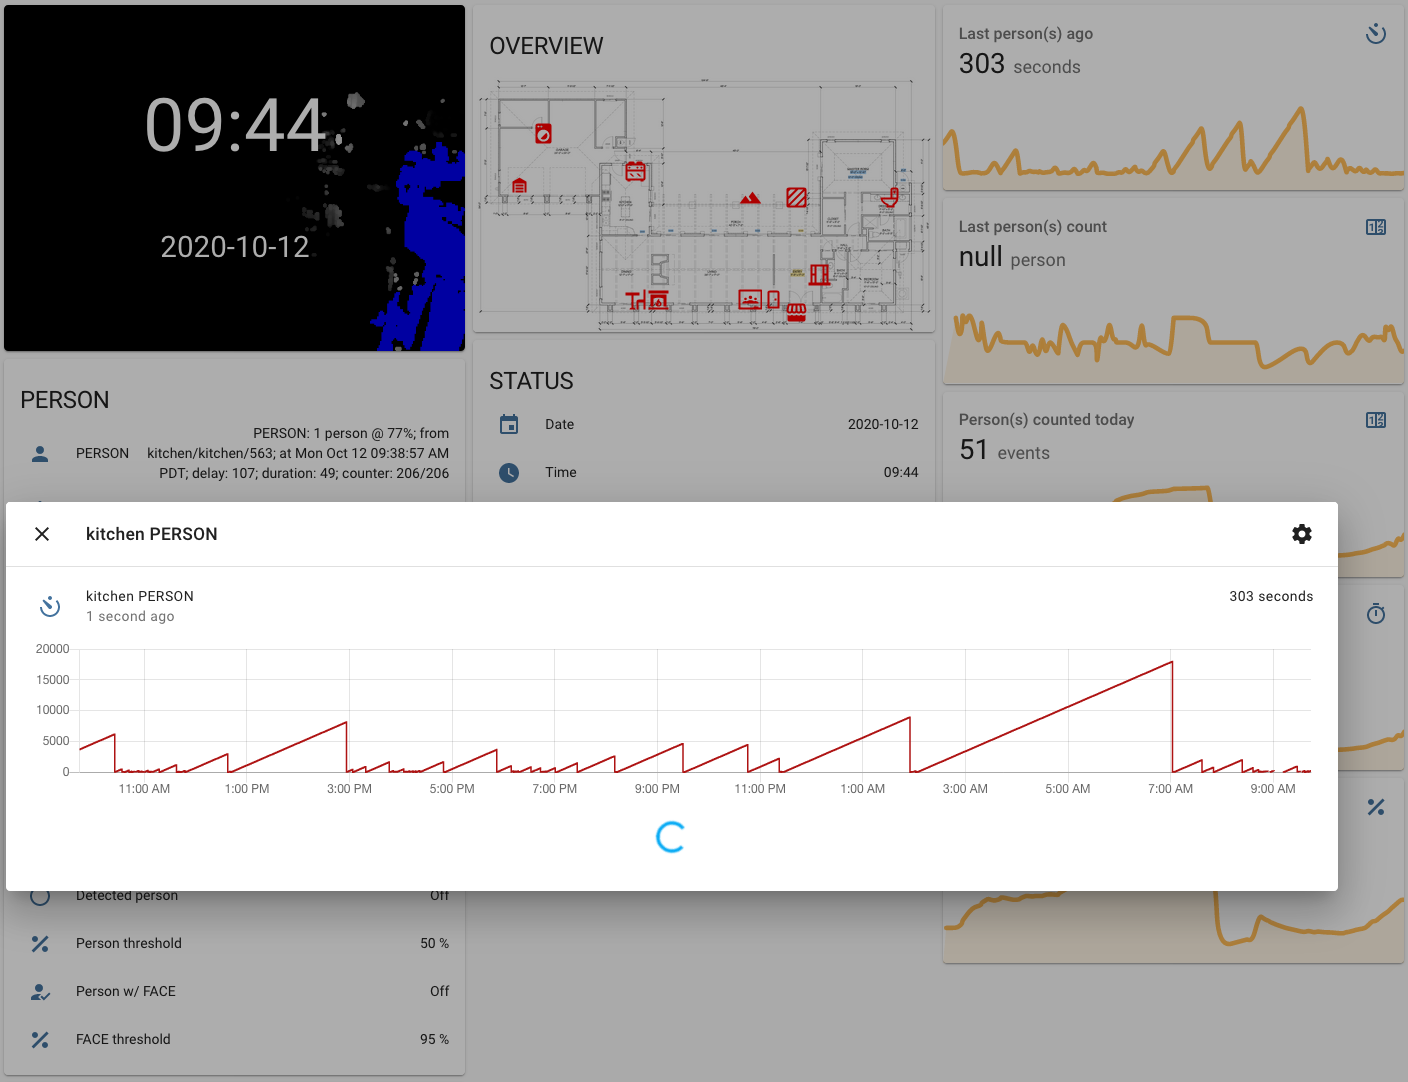 09:44
2020-10-12
PERSON
PERSON
PERSON: 1 person @ 77%; from
kitchen/kitchen/563; at Mon Oct 12 09:38:57 AM
PDT; delay: 107; duration: 49; counter: 206/206
OVERVIEW
STATUS
Date 2020-10-12
Time 09:44
Last person(s) ago
303 seconds
Last person(s) count
null person
Person(s) counted today
51 events
kitchen PERSON
kitchen PERSON 303 seconds
1 second ago
20000
15000
10000
5000
0
11:00 AM 1:00 PM 3:00 PM 5:00 PM 7:00 PM 9:00 PM 11:00 PM 1:00 AM 3:00 AM 5:00 AM 7:00 AM 9:00 AM
Detected person Off
Person threshold 50 %
Person w/ FACE Off
FACE threshold 95 %